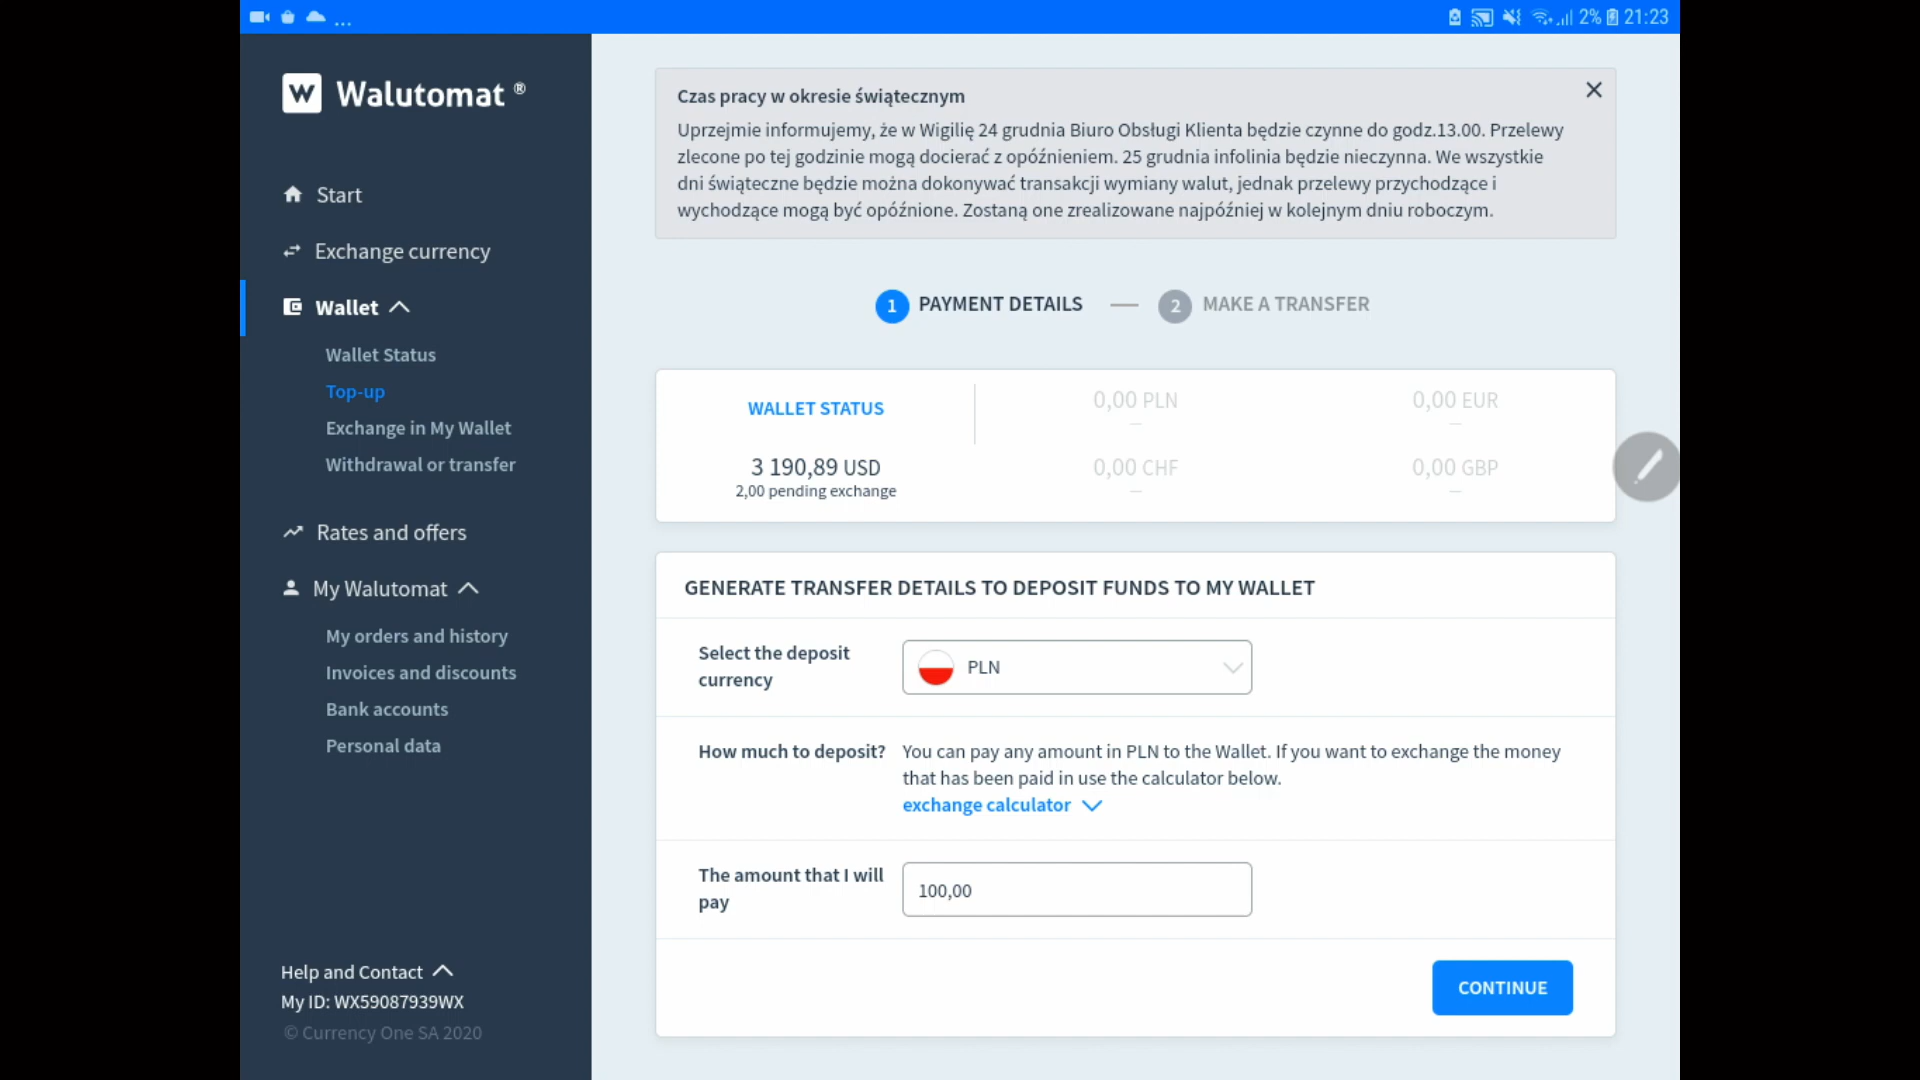 ...
2% 21:23
W Walutomat ®
Start
Exchange currency
Wallet
Wallet Status
Top-up
Exchange in My Wallet
Withdrawal or transfer
Rates and offers
My Walutomat
My orders and history
Invoices and discounts
Bank accounts
Personal data
Help and Contact
My ID: WX59087939WX
© Currency One SA 2020
Czas pracy w okresie świątecznym
Uprzejmie informujemy, że w Wigilię 24 grudnia Biuro Obsługi Klienta będzie czynne do godz.13.00. Przelewy
zlecone po tej godzinie mogą docierać z opóźnieniem. 25 grudnia infolinia będzie nieczynna. We wszystkie
dni świąteczne będzie można dokonywać transakcji wymiany walut, jednak przelewy przychodzące i
wychodzące mogą być opóźnione. Zostaną one zrealizowane najpóźniej w kolejnym dniu roboczym.
1 PAYMENT DETAILS — 2 MAKE A TRANSFER
WALLET STATUS
0,00 PLN
–
0,00 EUR
–
3 190,89 USD
2,00 pending exchange
0,00 CHF
–
0,00 GBP
–
GENERATE TRANSFER DETAILS TO DEPOSIT FUNDS TO MY WALLET
Select the deposit
currency
PLN
How much to deposit?
You can pay any amount in PLN to the Wallet. If you want to exchange the money
that has been paid in use the calculator below.
exchange calculator
The amount that I will
pay
100,00
CONTINUE